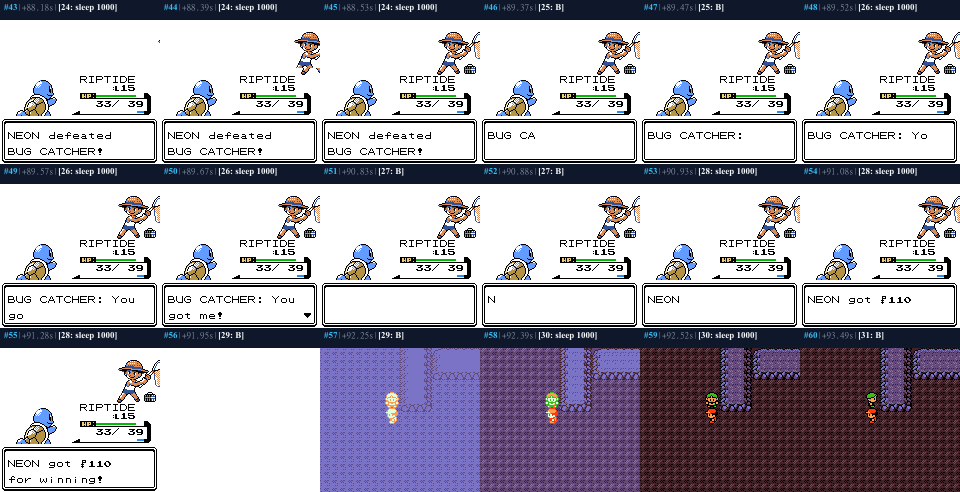 #43|+88.18s|[24: sleep 1000]
RIPTIDE
:L15
HP:
33/ 39
NEON defeated
BUG CATCHER!
#44|+88.39s|[24: sleep 1000]
RIPTIDE
:L15
HP:
33/ 39
NEON defeated
BUG CATCHER!
#45|+88.53s|[24: sleep 1000]
RIPTIDE
:L15
HP:
33/ 39
NEON defeated
BUG CATCHER!
#46|+89.37s|[25: B]
RIPTIDE
:L15
HP:
33/ 39
BUG CA
#47|+89.47s|[25: B]
RIPTIDE
:L15
HP:
33/ 39
BUG CATCHER:
#48|+89.52s|[26: sleep 1000]
RIPTIDE
:L15
HP:
33/ 39
BUG CATCHER: Yo
#49|+89.57s|[26: sleep 1000]
RIPTIDE
:L15
HP:
33/ 39
BUG CATCHER: You
go
#50|+89.67s|[26: sleep 1000]
RIPTIDE
:L15
HP:
33/ 39
BUG CATCHER: You
got me!
#51|+90.83s|[27: B]
RIPTIDE
:L15
HP:
33/ 39
#52|+90.88s|[27: B]
RIPTIDE
:L15
HP:
33/ 39
N
#53|+90.93s|[28: sleep 1000]
RIPTIDE
:L15
HP:
33/ 39
NEON
#54|+91.08s|[28: sleep 1000]
RIPTIDE
:L15
HP:
33/ 39
NEON got ₽110
#55|+91.28s|[28: sleep 1000]
RIPTIDE
:L15
HP:
33/ 39
NEON got ₽110
for winning!
#56|+91.95s|[29: B]
#57|+92.25s|[29: B]
#58|+92.39s|[30: sleep 1000]
#59|+92.52s|[30: sleep 1000]
#60|+93.49s|[31: B]